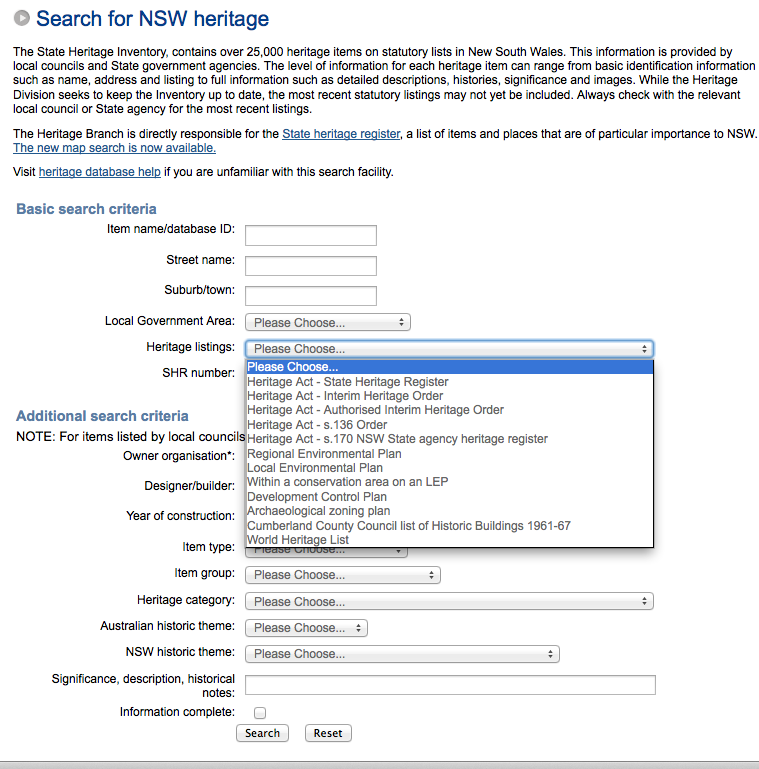 Search for NSW heritage
The State Heritage Inventory, contains over 25,000 heritage items on statutory lists in New South Wales. This information is provided by
local councils and State government agencies. The level of information for each heritage item can range from basic identification information
such as name, address and listing to full information such as detailed descriptions, histories, significance and images. While the Heritage
Division seeks to keep the Inventory up to date, the most recent statutory listings may not yet be included. Always check with the relevant
local council or State agency for the most recent listings.
The Heritage Branch is directly responsible for the State heritage register, a list of items and places that are of particular importance to NSW.
The new map search is now available.
Visit heritage database help if you are unfamiliar with this search facility.
Basic search criteria
Item name/database ID:
Street name:
Suburb/town:
Local Government Area: Please Choose...
Heritage listings: Please Choose...
Please Choose...
SHR number:
Heritage Act - State Heritage Register
Heritage Act - Interim Heritage Order
Heritage Act - Authorised Interim Heritage Order
Heritage Act - s.136 Order
Heritage Act - s.170 NSW State agency heritage register
Regional Environmental Plan
Local Environmental Plan
Within a conservation area on an LEP
Development Control Plan
Archaeological zoning plan
Cumberland County Council list of Historic Buildings 1961-67
World Heritage List
Additional search criteria
NOTE: For items listed by local councils
Owner organisation*:
Designer/builder:
Year of construction:
Item type: Please Choose...
Item group: Please Choose...
Heritage category: Please Choose...
Australian historic theme: Please Choose...
NSW historic theme: Please Choose...
Significance, description, historical
notes:
Information complete:
Search Reset